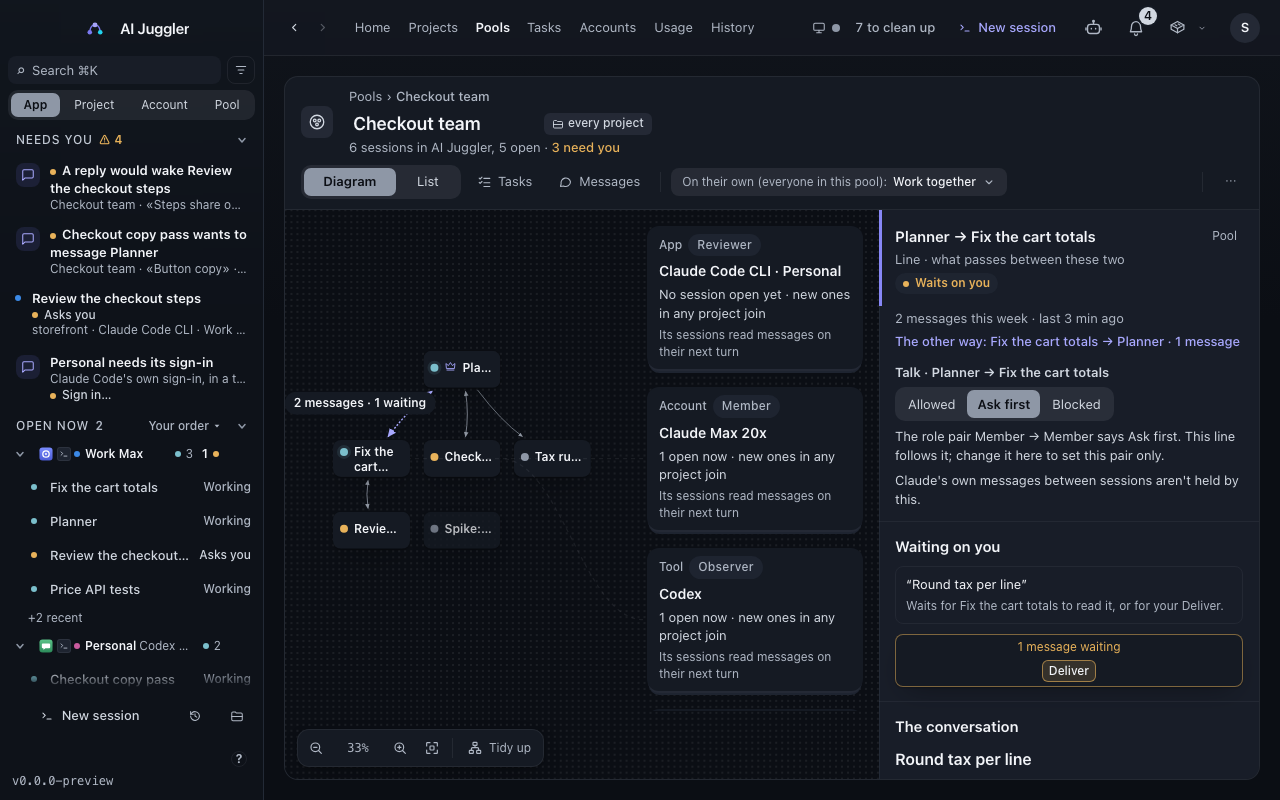 AI Juggler
Search ⌘K
App Project Account Pool
NEEDS YOU 4
A reply would wake Review
the checkout steps
Checkout team · «Steps share o...
Checkout copy pass wants to
message Planner
Checkout team · «Button copy» ·...
Review the checkout steps
Asks you
storefront · Claude Code CLI · Work ...
Personal needs its sign-in
Claude Code's own sign-in, in a t...
Sign in...
OPEN NOW 2 Your order
Work Max 3 1
Fix the cart totals Working
Planner Working
Review the checkout... Asks you
Price API tests Working
+2 recent
Personal Codex ... 2
Checkout copy pass Working
New session
?
v0.0.0-preview
Home Projects Pools Tasks Accounts Usage History
7 to clean up
New session
4
S
Pools › Checkout team
Checkout team
every project
6 sessions in AI Juggler, 5 open · 3 need you
Diagram List Tasks Messages
On their own (everyone in this pool): Work together
...
Pla...
2 messages · 1 waiting
Fix the
cart...
Check...
Tax ru...
Revie...
Spike:...
App Reviewer
Claude Code CLI · Personal
No session open yet · new ones
in any project join
Its sessions read messages on
their next turn
Account Member
Claude Max 20x
1 open now · new ones in any
project join
Its sessions read messages on
their next turn
Tool Observer
Codex
1 open now · new ones in any
project join
Its sessions read messages on
their next turn
33%
Tidy up
Planner → Fix the cart totals Pool
Line · what passes between these two
Waits on you
2 messages this week · last 3 min ago
The other way: Fix the cart totals → Planner · 1 message
Talk · Planner → Fix the cart totals
Allowed Ask first Blocked
The role pair Member → Member says Ask first. This line
follows it; change it here to set this pair only.
Claude's own messages between sessions aren't held by
this.
Waiting on you
“Round tax per line”
Waits for Fix the cart totals to read it, or for your Deliver.
1 message waiting
Deliver
The conversation
Round tax per line